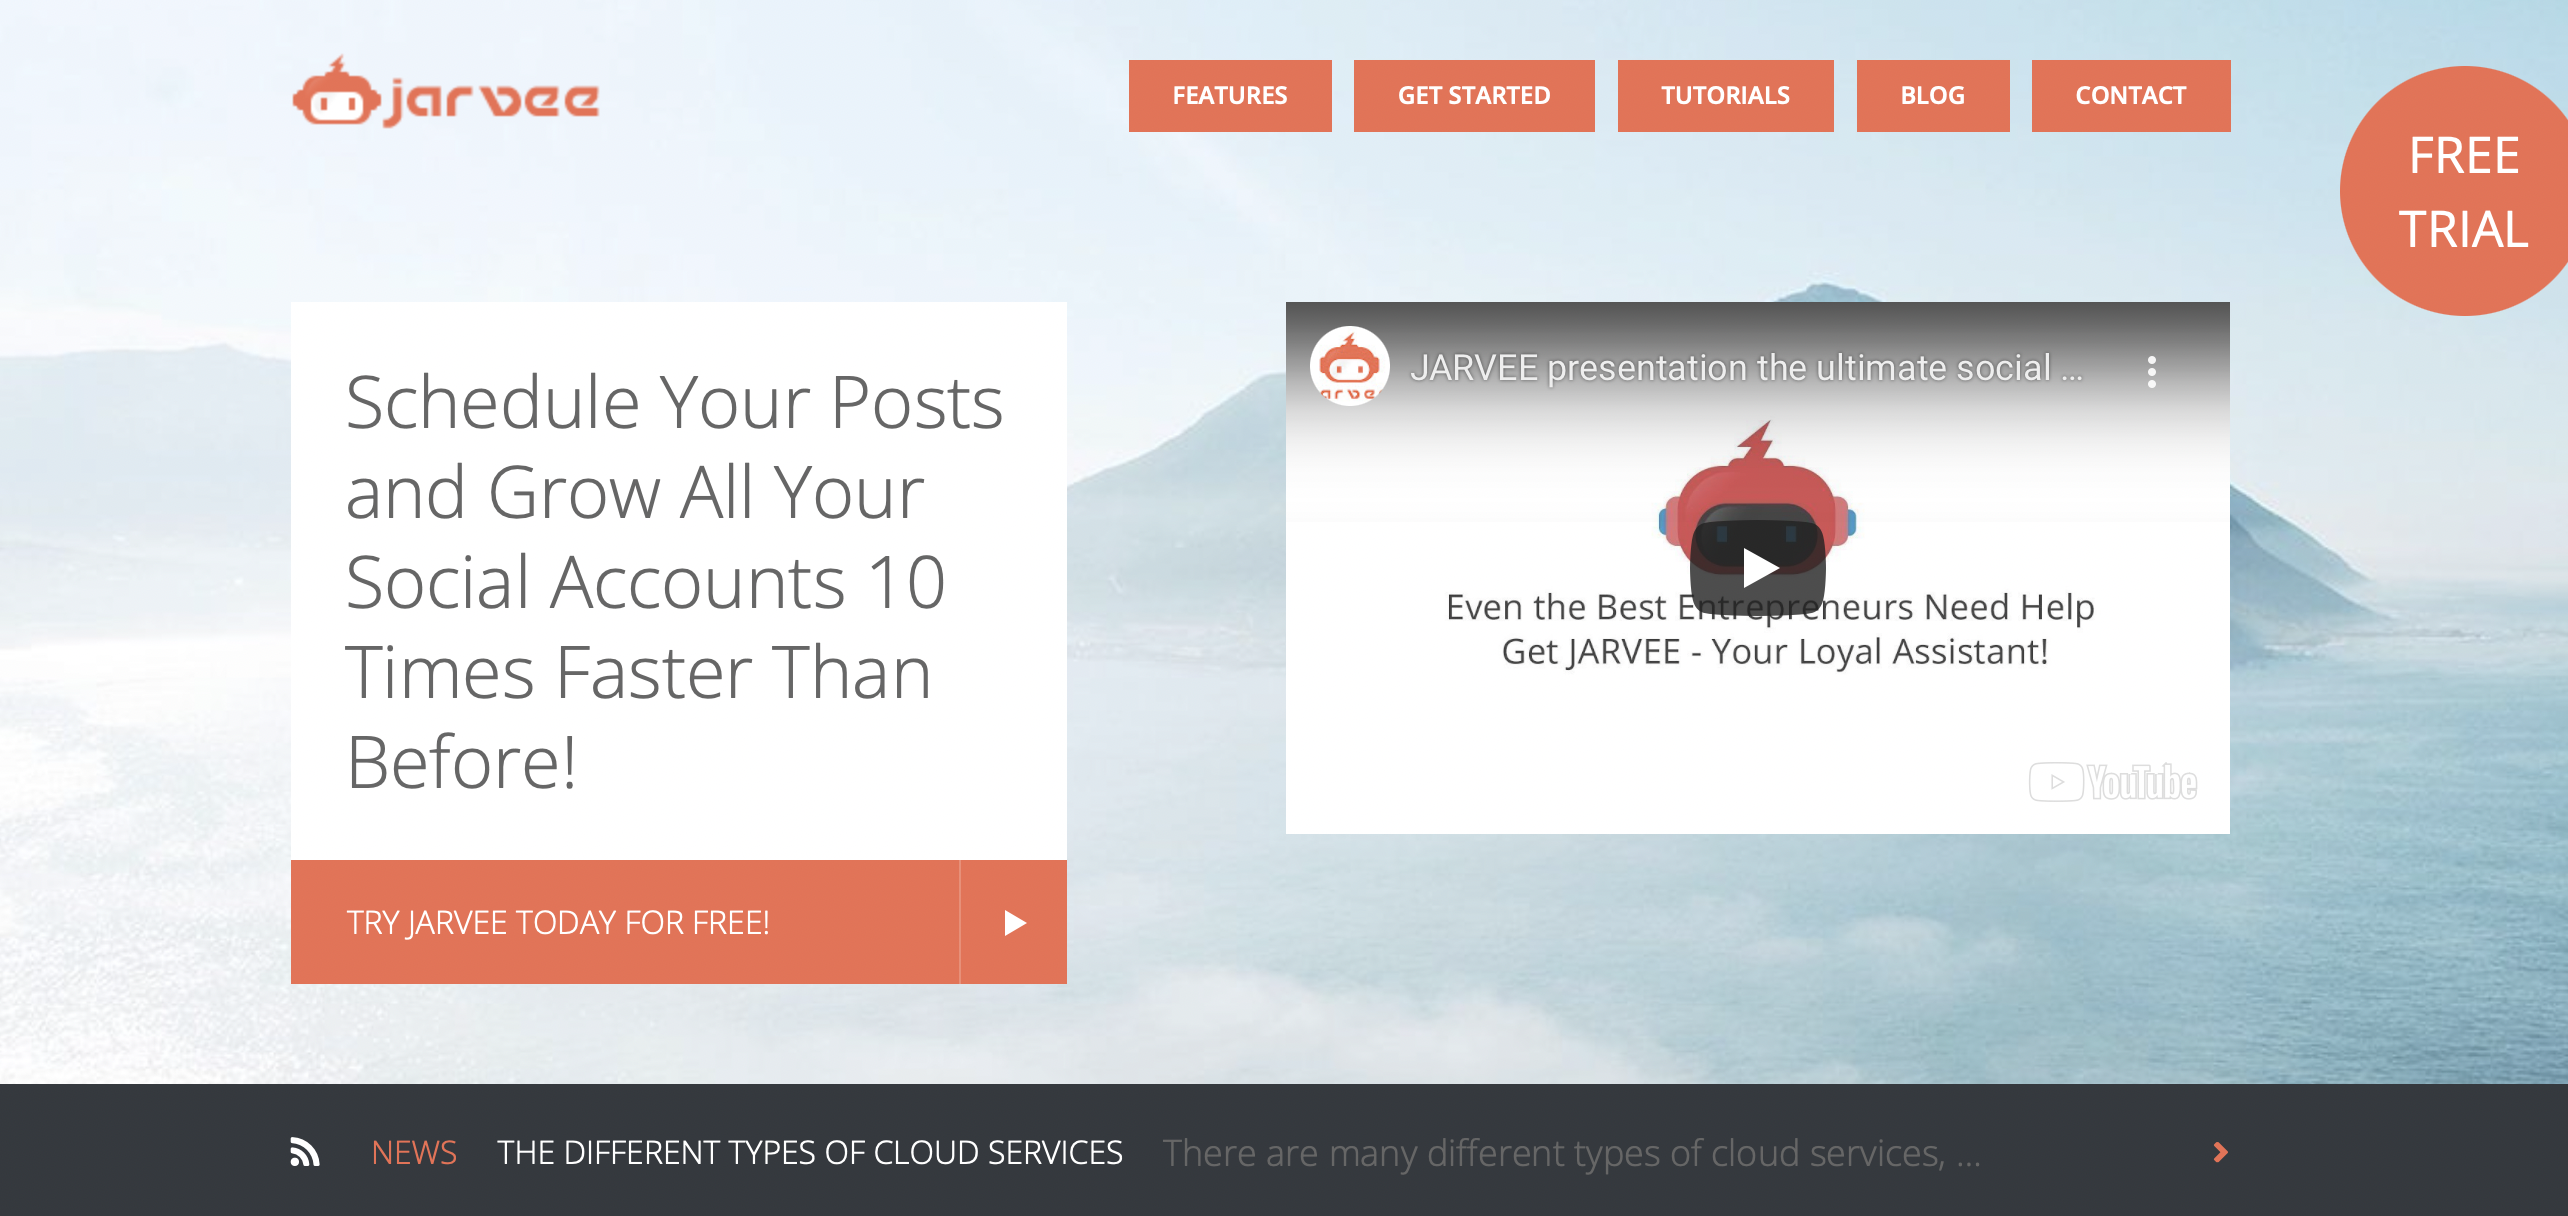 jarvee
FEATURES
GET STARTED
TUTORIALS
BLOG
CONTACT
FREE
TRIAL
Schedule Your Posts
and Grow All Your
Social Accounts 10
Times Faster Than
Before!
TRY JARVEE TODAY FOR FREE!
JARVEE presentation the ultimate social ...
Even the Best Entrepreneurs Need Help
Get JARVEE - Your Loyal Assistant!
YouTube
NEWS
THE DIFFERENT TYPES OF CLOUD SERVICES
There are many different types of cloud services, ...